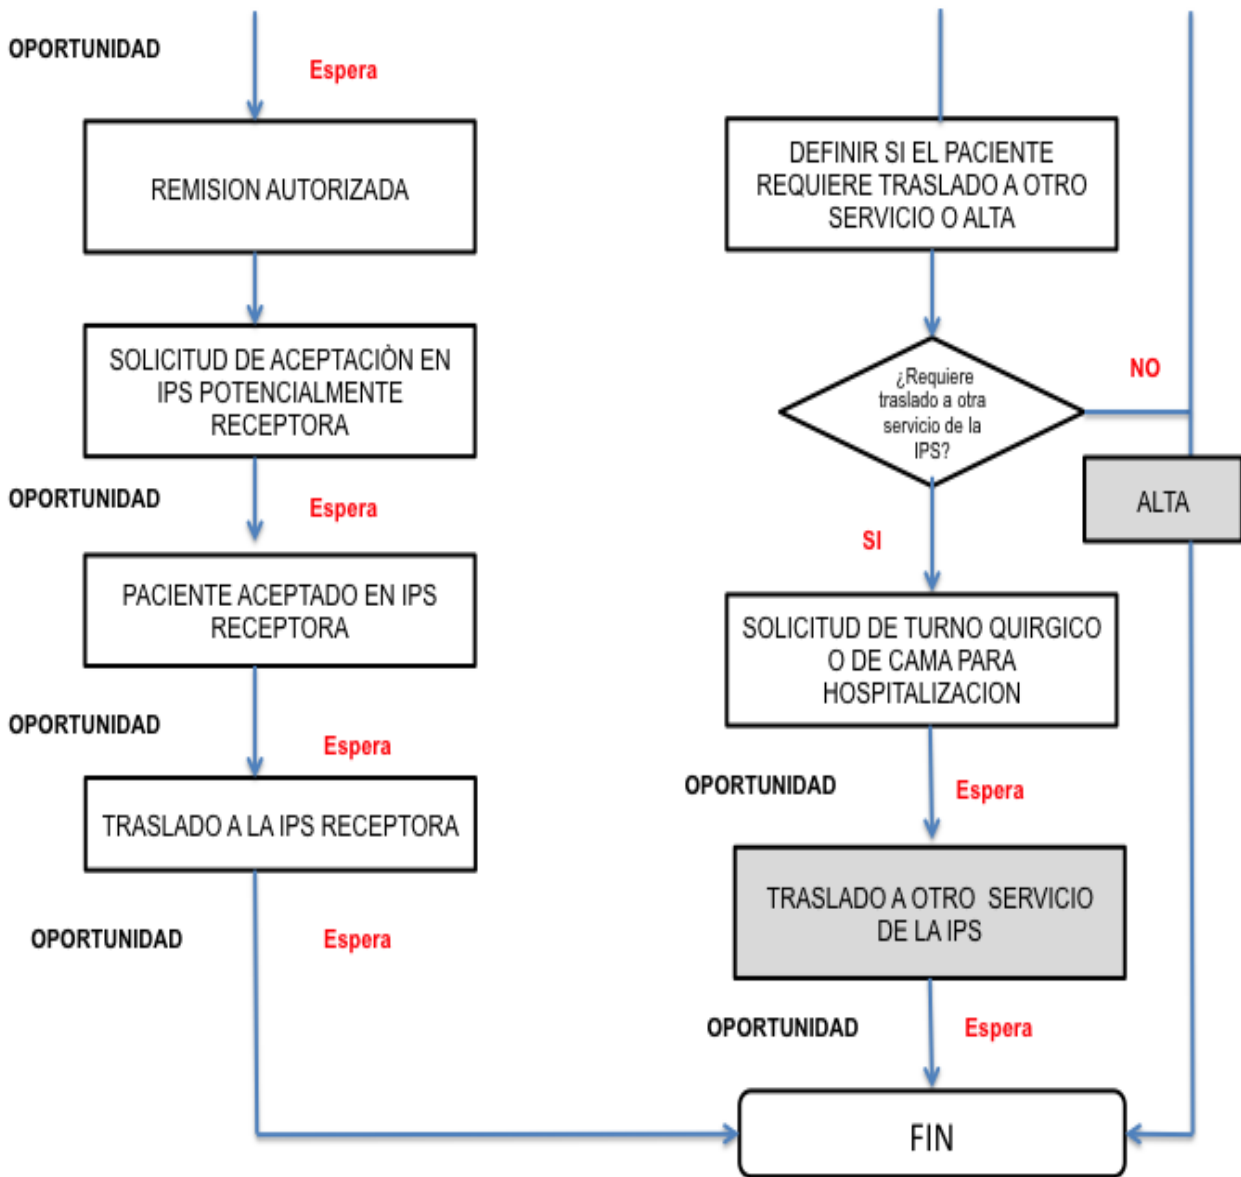 OPORTUNIDAD
Espera
REMISION AUTORIZADA
SOLICITUD DE ACEPTACIÒN EN
IPS POTENCIALMENTE
RECEPTORA
OPORTUNIDAD
Espera
PACIENTE ACEPTADO EN IPS
RECEPTORA
OPORTUNIDAD
Espera
TRASLADO A LA IPS RECEPTORA
OPORTUNIDAD
Espera
DEFINIR SI EL PACIENTE
REQUIERE TRASLADO A OTRO
SERVICIO O ALTA
¿Requiere
traslado a otra
servicio de la
IPS?
NO
ALTA
SI
SOLICITUD DE TURNO QUIRGICO
O DE CAMA PARA
HOSPITALIZACION
OPORTUNIDAD
Espera
TRASLADO A OTRO SERVICIO
DE LA IPS
OPORTUNIDAD
Espera
FIN